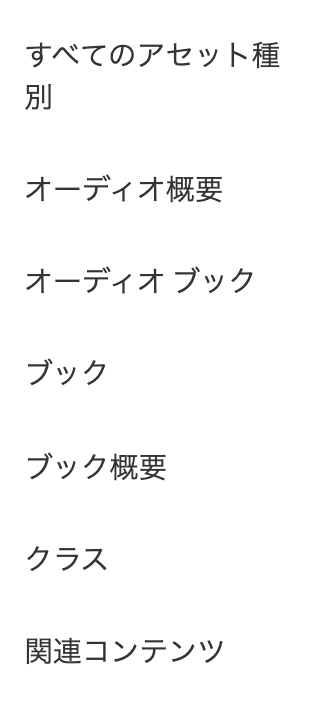 すべてのアセット種
別
オーディオ概要
オーディオ ブック
ブック
ブック概要
クラス
関連コンテンツ